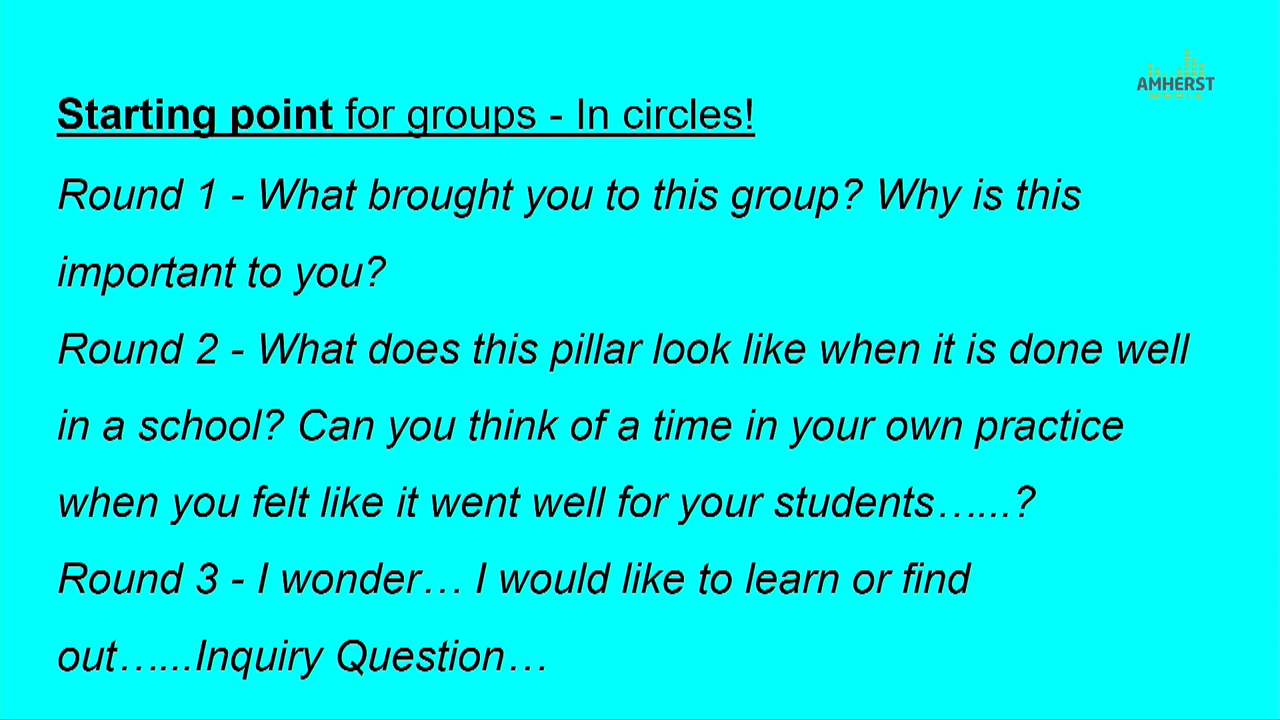 AMHERST
media
Starting point for groups - In circles!
Round 1 - What brought you to this group? Why is this
important to you?
Round 2 - What does this pillar look like when it is done well
in a school? Can you think of a time in your own practice
when you felt like it went well for your students…...?
Round 3 - I wonder… I would like to learn or find
out…...Inquiry Question…